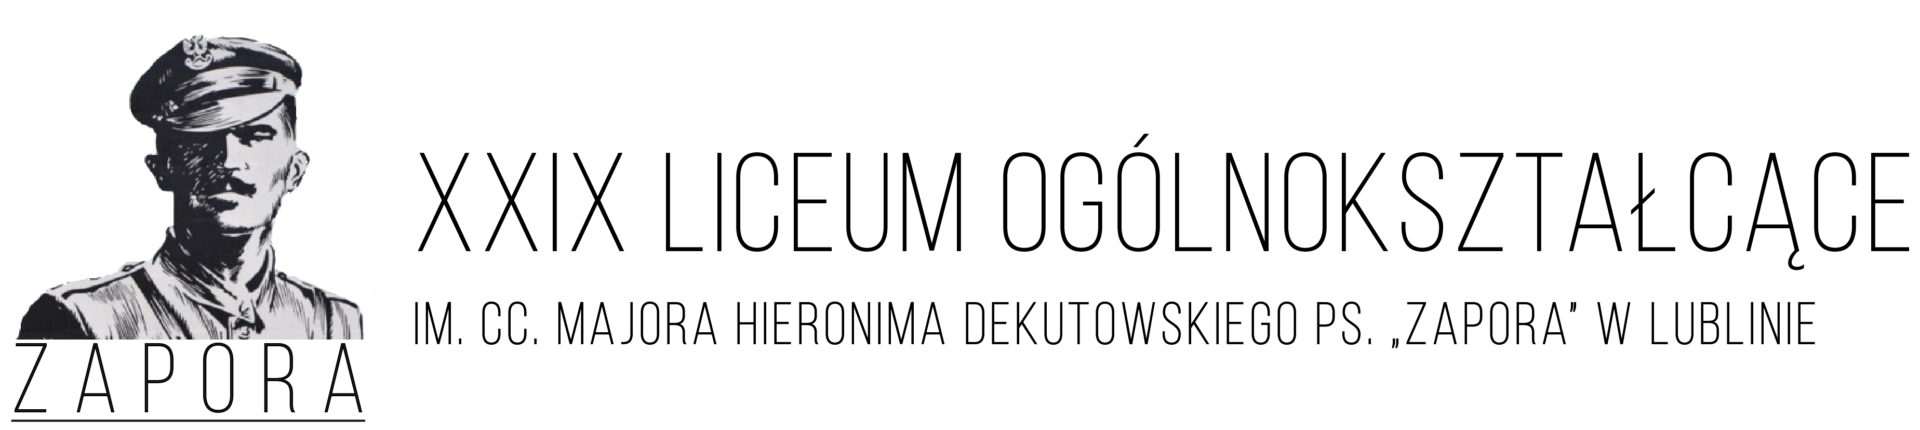 XXIX LICEUM OGÓLNOKSZTAŁCĄCE
IM. CC. MAJORA HIERONIMA DEKUTOWSKIEGO PS. „ZAPORA” W LUBLINIE
ZAPORA